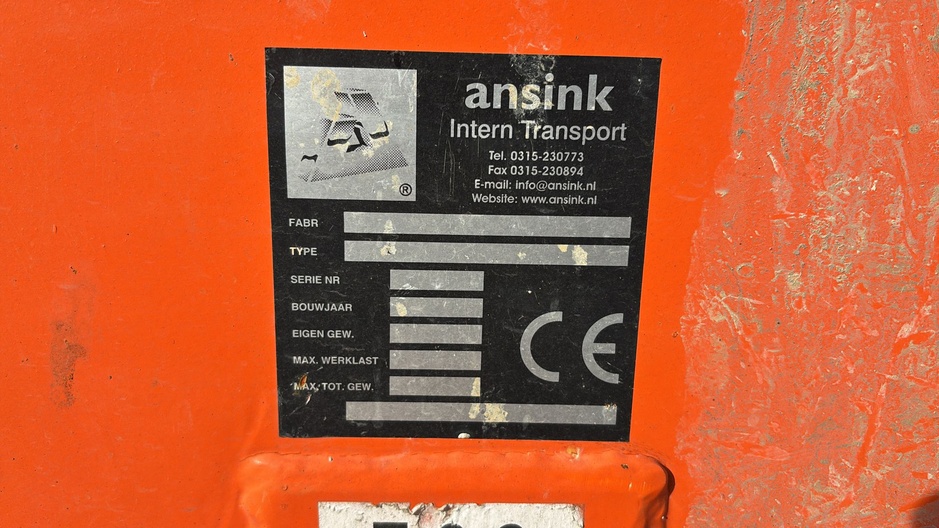 ansink
Intern Transport
Tel. 0315-230773
Fax 0315-230894
E-mail: info@ansink.nl
Website: www.ansink.nl
®
FABR
TYPE
SERIE NR
BOUWJAAR
EIGEN GEW.
MAX. WERKLAST
MAX. TOT. GEW.
CE